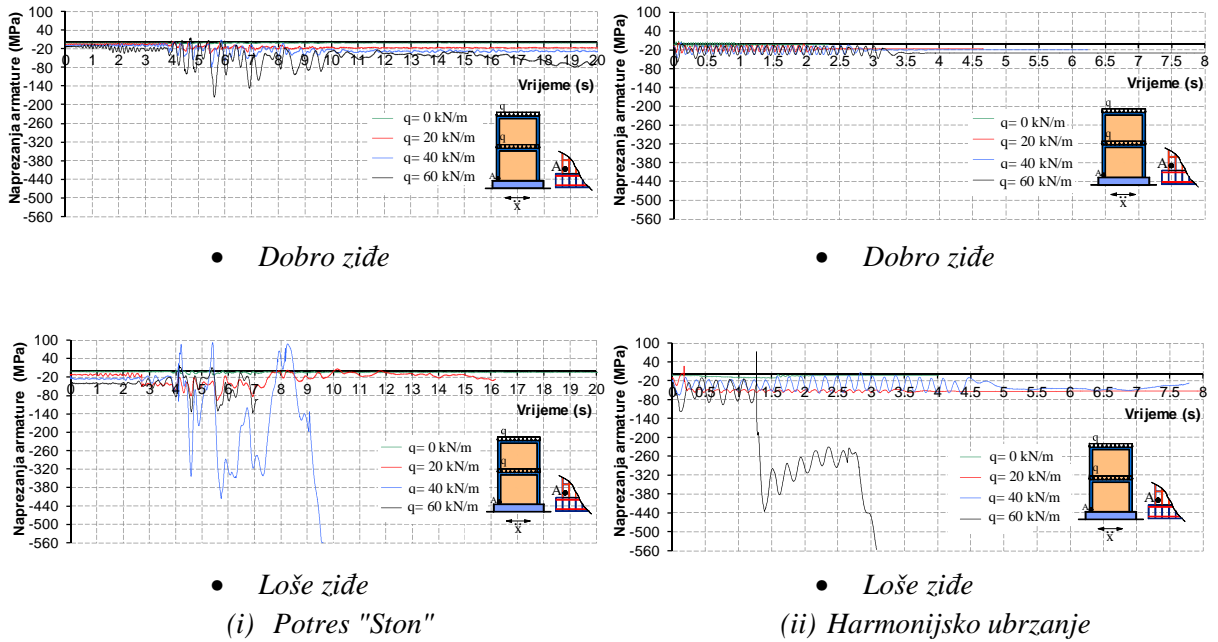 Naprezanja armature (MPa)
100
40
-20
-80
-140
-200
-260
-320
-380
-440
-500
-560
0 1 2 3 4 5 6 7 8 9 10 11 12 13 14 15 16 17 18 19 20
Vrijeme (s)
q= 0 kN/m
q= 20 kN/m
q= 40 kN/m
q= 60 kN/m
q
q
A
ẍ
A
Naprezanja armature (MPa)
100
40
-20
-80
-140
-200
-260
-320
-380
-440
-500
-560
0 0.5 1 1.5 2 2.5 3 3.5 4 4.5 5 5.5 6 6.5 7 7.5 8
Vrijeme (s)
q= 0 kN/m
q= 20 kN/m
q= 40 kN/m
q= 60 kN/m
q
q
A
ẍ
A
• Dobro ziđe
• Dobro ziđe
Naprezanja armature (MPa)
100
40
-20
-80
-140
-200
-260
-320
-380
-440
-500
-560
0 1 2 3 4 5 6 7 8 9 10 11 12 13 14 15 16 17 18 19 20
Vrijeme (s)
q= 0 kN/m
q= 20 kN/m
q= 40 kN/m
q= 60 kN/m
q
q
A
ẍ
A
Naprezanja armature (MPa)
100
40
-20
-80
-140
-200
-260
-320
-380
-440
-500
-560
0 0.5 1 1.5 2 2.5 3 3.5 4 4.5 5 5.5 6 6.5 7 7.5 8
Vrijeme (s)
q= 0 kN/m
q= 20 kN/m
q= 40 kN/m
q= 60 kN/m
q
q
A
ẍ
A
• Loše ziđe
• Loše ziđe
(i) Potres "Ston"
(ii) Harmonijsko ubrzanje